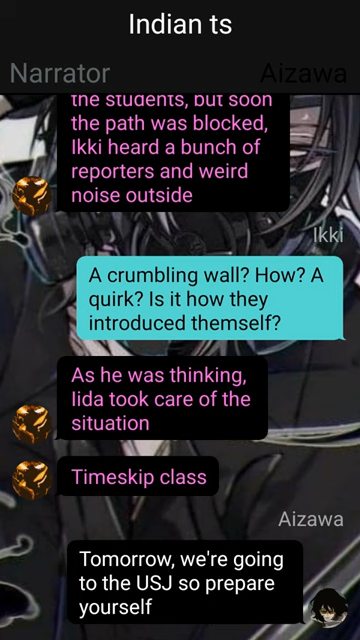 Indian ts
Narrator Aizawa
the students, but soon
the path was blocked,
Ikki heard a bunch of
reporters and weird
noise outside
Ikki
A crumbling wall? How? A
quirk? Is it how they
introduced themself?
As he was thinking,
Iida took care of the
situation
Timeskip class
Aizawa
Tomorrow, we're going
to the USJ so prepare
yourself